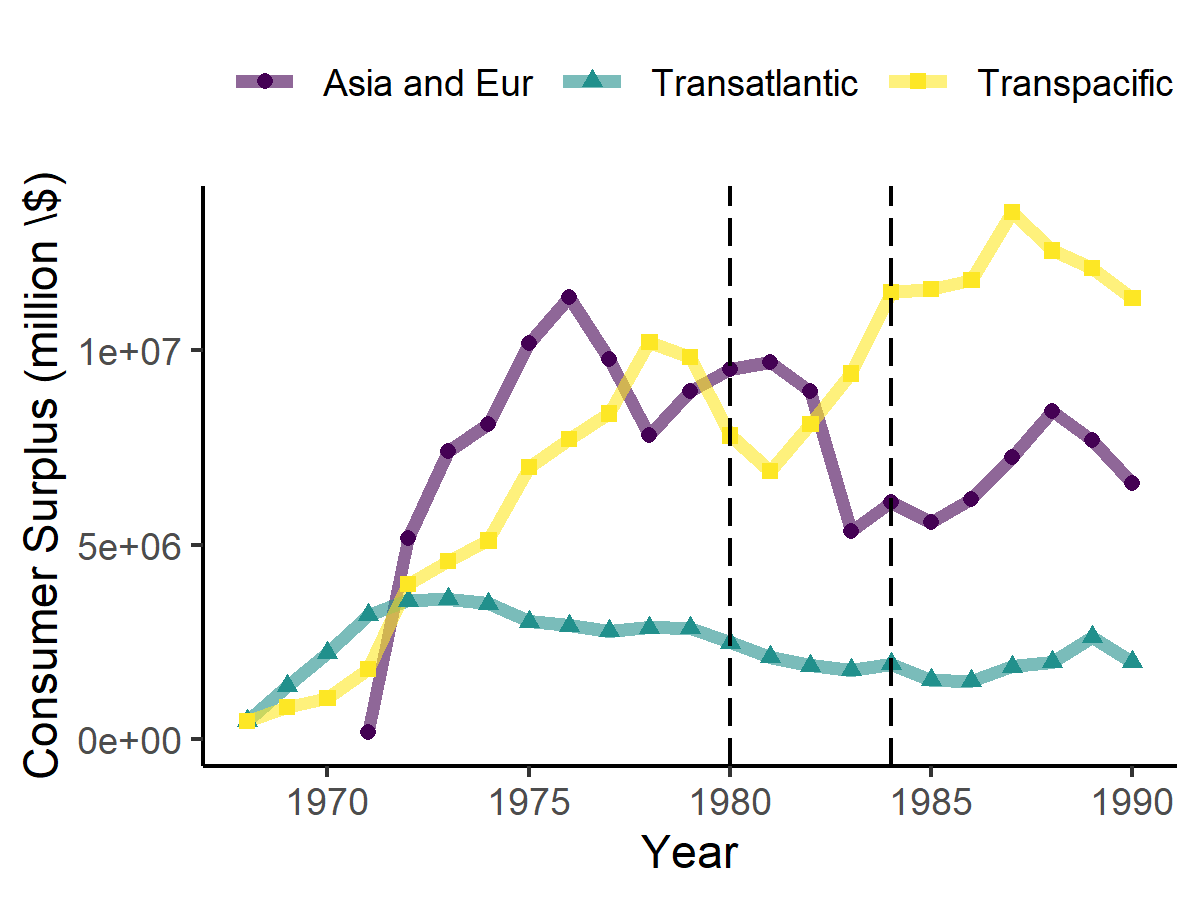 Asia and Eur Transatlantic Transpacific
Consumer Surplus (million \$)
1e+07
5e+06
0e+00
1970 1975 1980 1985 1990
Year